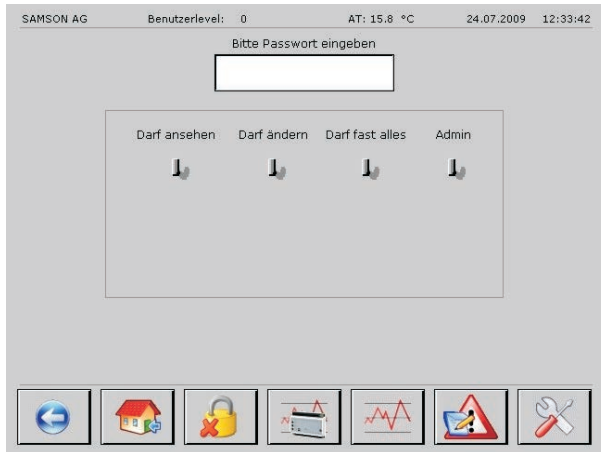 SAMSON AG Benutzerlevel: 0 AT: 15.8 °C 24.07.2009 12:33:42
Bitte Passwort eingeben
Darf ansehen Darf ändern Darf fast alles Admin